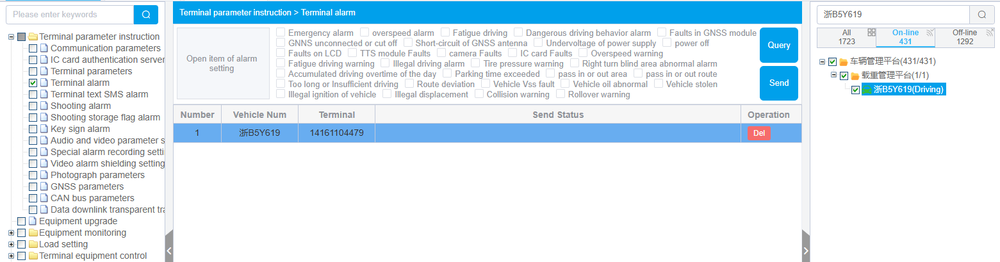 Please enter keywords
Terminal parameter instruction
Communication parameters
IC card authentication server
Terminal parameters
Terminal alarm
Terminal text SMS alarm
Shooting alarm
Shooting storage flag alarm
Key sign alarm
Audio and video parameter s
Special alarm recording setti
Video alarm shielding setting
Photograph parameters
GNSS parameters
CAN bus parameters
Data downlink transparent tra
Equipment upgrade
Equipment monitoring
Load setting
Terminal equipment control
Terminal parameter instruction > Terminal alarm
Open item of alarm
setting
Emergency alarm overspeed alarm Fatigue driving Dangerous driving behavior alarm Faults in GNSS module
GNNS unconnected or cut off Short-circuit of GNSS antenna Undervoltage of power supply power off
Faults on LCD TTS module Faults camera Faults IC card Faults Overspeed warning
Fatigue driving warning Illegal driving alarm Tire pressure warning Right turn blind area abnormal alarm
Accumulated driving overtime of the day Parking time exceeded pass in or out area pass in or out route
Too long or Insufficient driving Route deviation Vehicle Vss fault Vehicle oil abnormal Vehicle stolen
Illegal ignition of vehicle Illegal displacement Collision warning Rollover warning
Query
Send
Number Vehicle Num Terminal Send Status Operation
1 浙B5Y619 14161104479 Del
浙B5Y619
All On-line Off-line
1723 431 1292
车辆管理平台(431/431)
载重管理平台(1/1)
浙B5Y619(Driving)